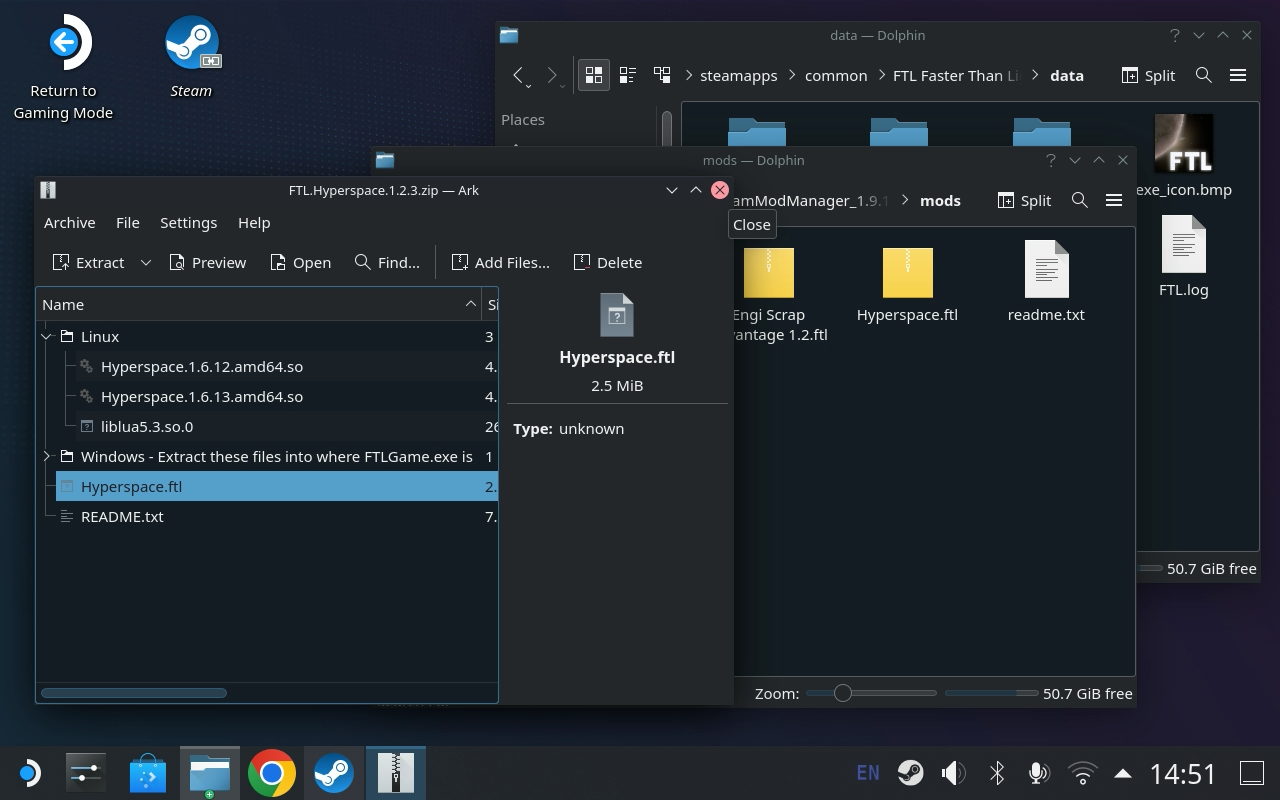 Return to
Gaming Mode
Steam
data — Dolphin
steamapps
common
FTL Faster Than Li
data
Split
Places
FTL
exe_icon.bmp
FTL.log
50.7 GiB free
mods — Dolphin
amModManager_1.9.1
mods
Split
Engi Scrap
antage 1.2.ftl
Hyperspace.ftl
readme.txt
Zoom:
50.7 GiB free
FTL.Hyperspace.1.2.3.zip — Ark
Close
Archive
File
Settings
Help
Extract
Preview
Open
Find...
Add Files...
Delete
Name
Si
Linux
3
Hyperspace.1.6.12.amd64.so
4.
Hyperspace.1.6.13.amd64.so
4.
liblua5.3.so.0
26
Windows - Extract these files into where FTLGame.exe is
1
Hyperspace.ftl
2.
README.txt
7.
Hyperspace.ftl
2.5 MiB
Type: unknown
EN
14:51